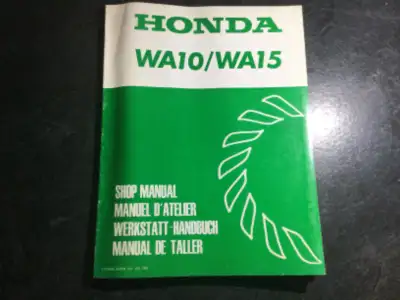 HONDA
WA10/WA15
SHOP MANUAL
MANUEL D'ATELIER
WERKSTATT-HANDBUCH
MANUAL DE TALLER